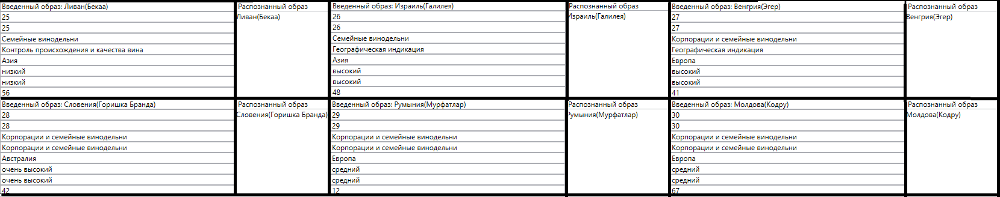 Введенный образ: Ливан(Бекаа)
25
25
Семейные винодельни
Контроль происхождения и качества вина
Азия
низкий
низкий
56
Распознанный образ
Ливан(Бекаа)
Введенный образ: Израиль(Галилея)
26
26
Семейные винодельни
Географическая индикация
Азия
высокий
высокий
48
Распознанный образ
Израиль(Галилея)
Введенный образ: Венгрия(Эгер)
27
27
Корпорации и семейные винодельни
Географическая индикация
Европа
высокий
высокий
41
Распознанный образ
Венгрия(Эгер)
Введенный образ: Словения(Горишка Бранда)
28
28
Корпорации и семейные винодельни
Корпорации и семейные винодельни
Австралия
очень высокий
очень высокий
42
Распознанный образ
Словения(Горишка Бранда)
Введенный образ: Румыния(Мурфатлар)
29
29
Корпорации и семейные винодельни
Корпорации и семейные винодельни
Европа
средний
средний
12
Распознанный образ
Румыния(Мурфатлар)
Введенный образ: Молдова(Кодру)
30
30
Корпорации и семейные винодельни
Корпорации и семейные винодельни
Европа
средний
средний
67
Распознанный образ
Молдова(Кодру)